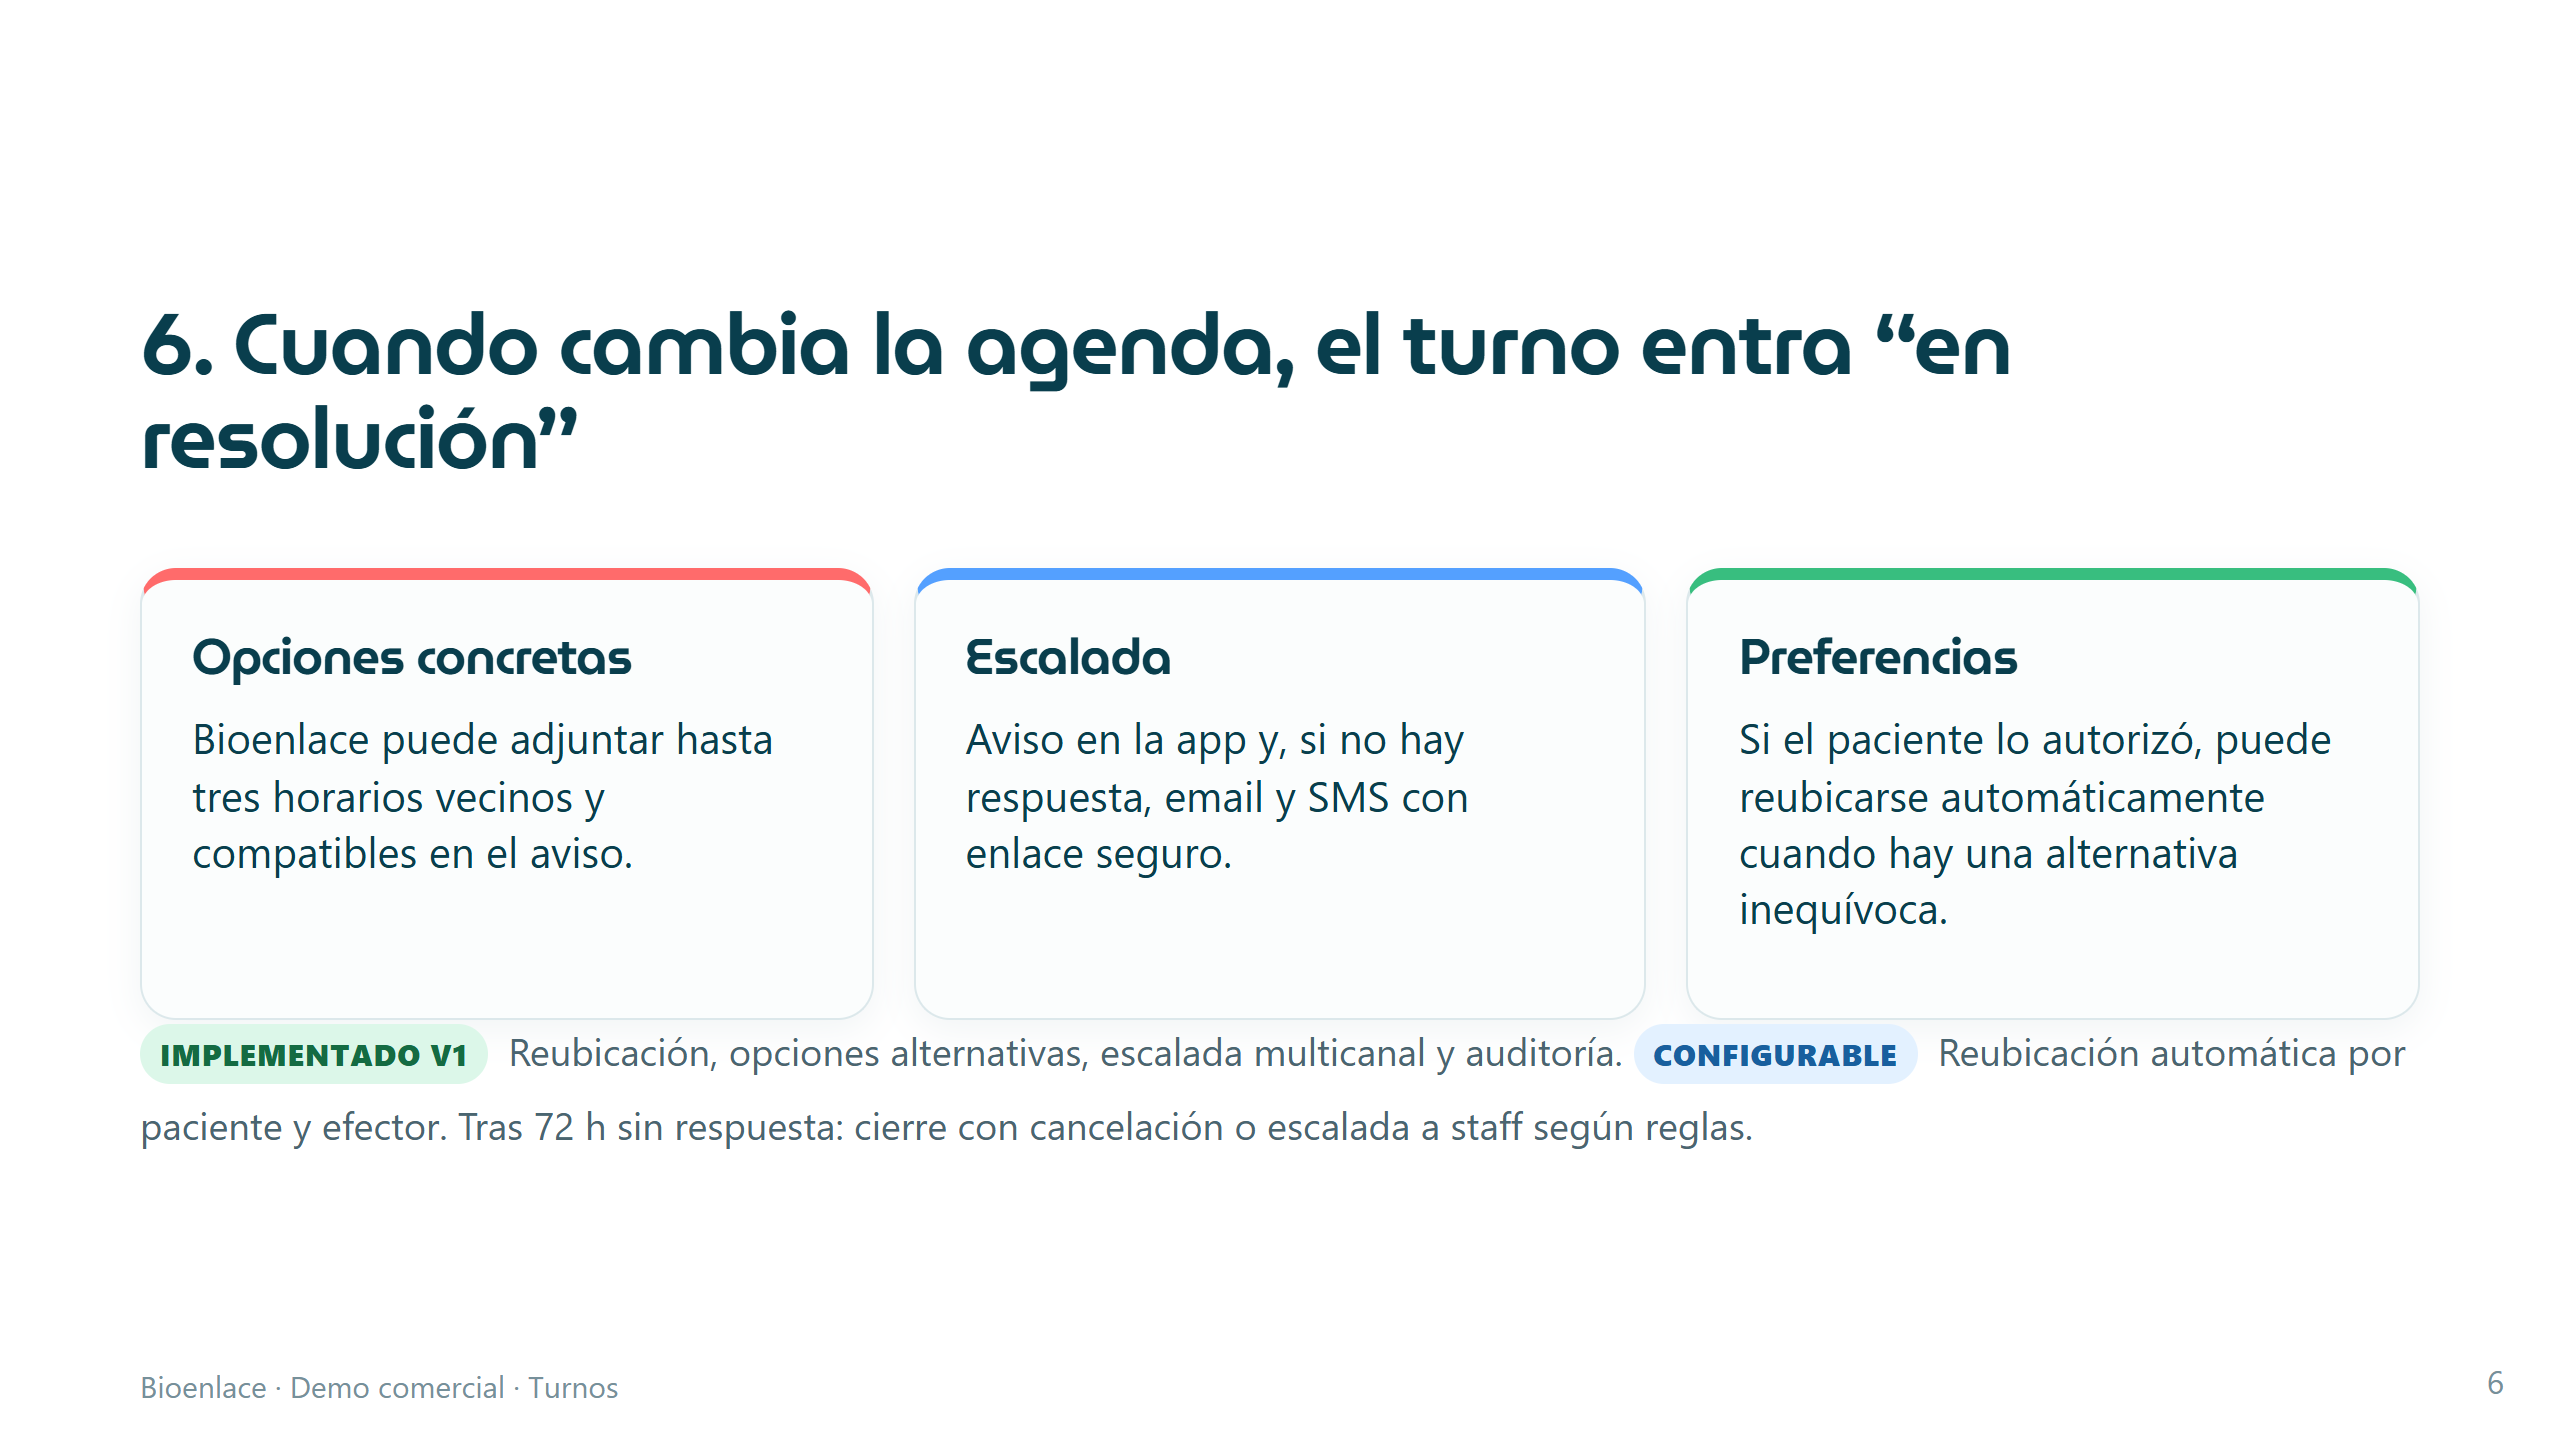 6. Cuando cambia la agenda, el turno entra “en
resolución”
Opciones concretas
Bioenlace puede adjuntar hasta
tres horarios vecinos y
compatibles en el aviso.
Escalada
Aviso en la app y, si no hay
respuesta, email y SMS con
enlace seguro.
Preferencias
Si el paciente lo autorizó, puede
reubicarse automáticamente
cuando hay una alternativa
inequívoca.
IMPLEMENTADO V1 Reubicación, opciones alternativas, escalada multicanal y auditoría. CONFIGURABLE Reubicación automática por
paciente y efector. Tras 72 h sin respuesta: cierre con cancelación o escalada a staff según reglas.
Bioenlace · Demo comercial · Turnos
6